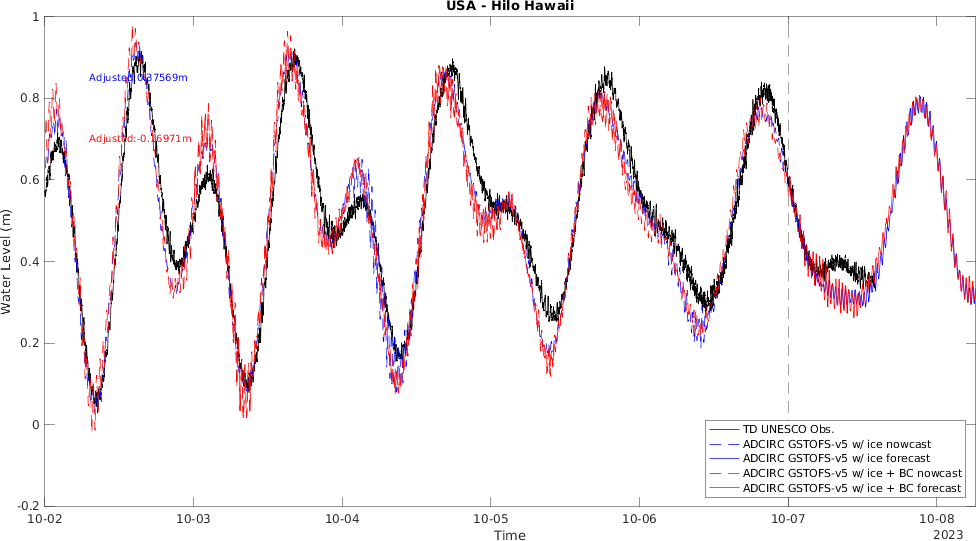 USA - Hilo Hawaii
1
0.8
0.6
0.4
0.2
0
-0.2
Water Level (m)
Adjusted:0.37569m
Adjusted:-0.16971m
TD UNESCO Obs.
ADCIRC GSTOFS-v5 w/ ice nowcast
ADCIRC GSTOFS-v5 w/ ice forecast
ADCIRC GSTOFS-v5 w/ ice + BC nowcast
ADCIRC GSTOFS-v5 w/ ice + BC forecast
10-02 10-03 10-04 10-05 10-06 10-07 10-08
Time
2023